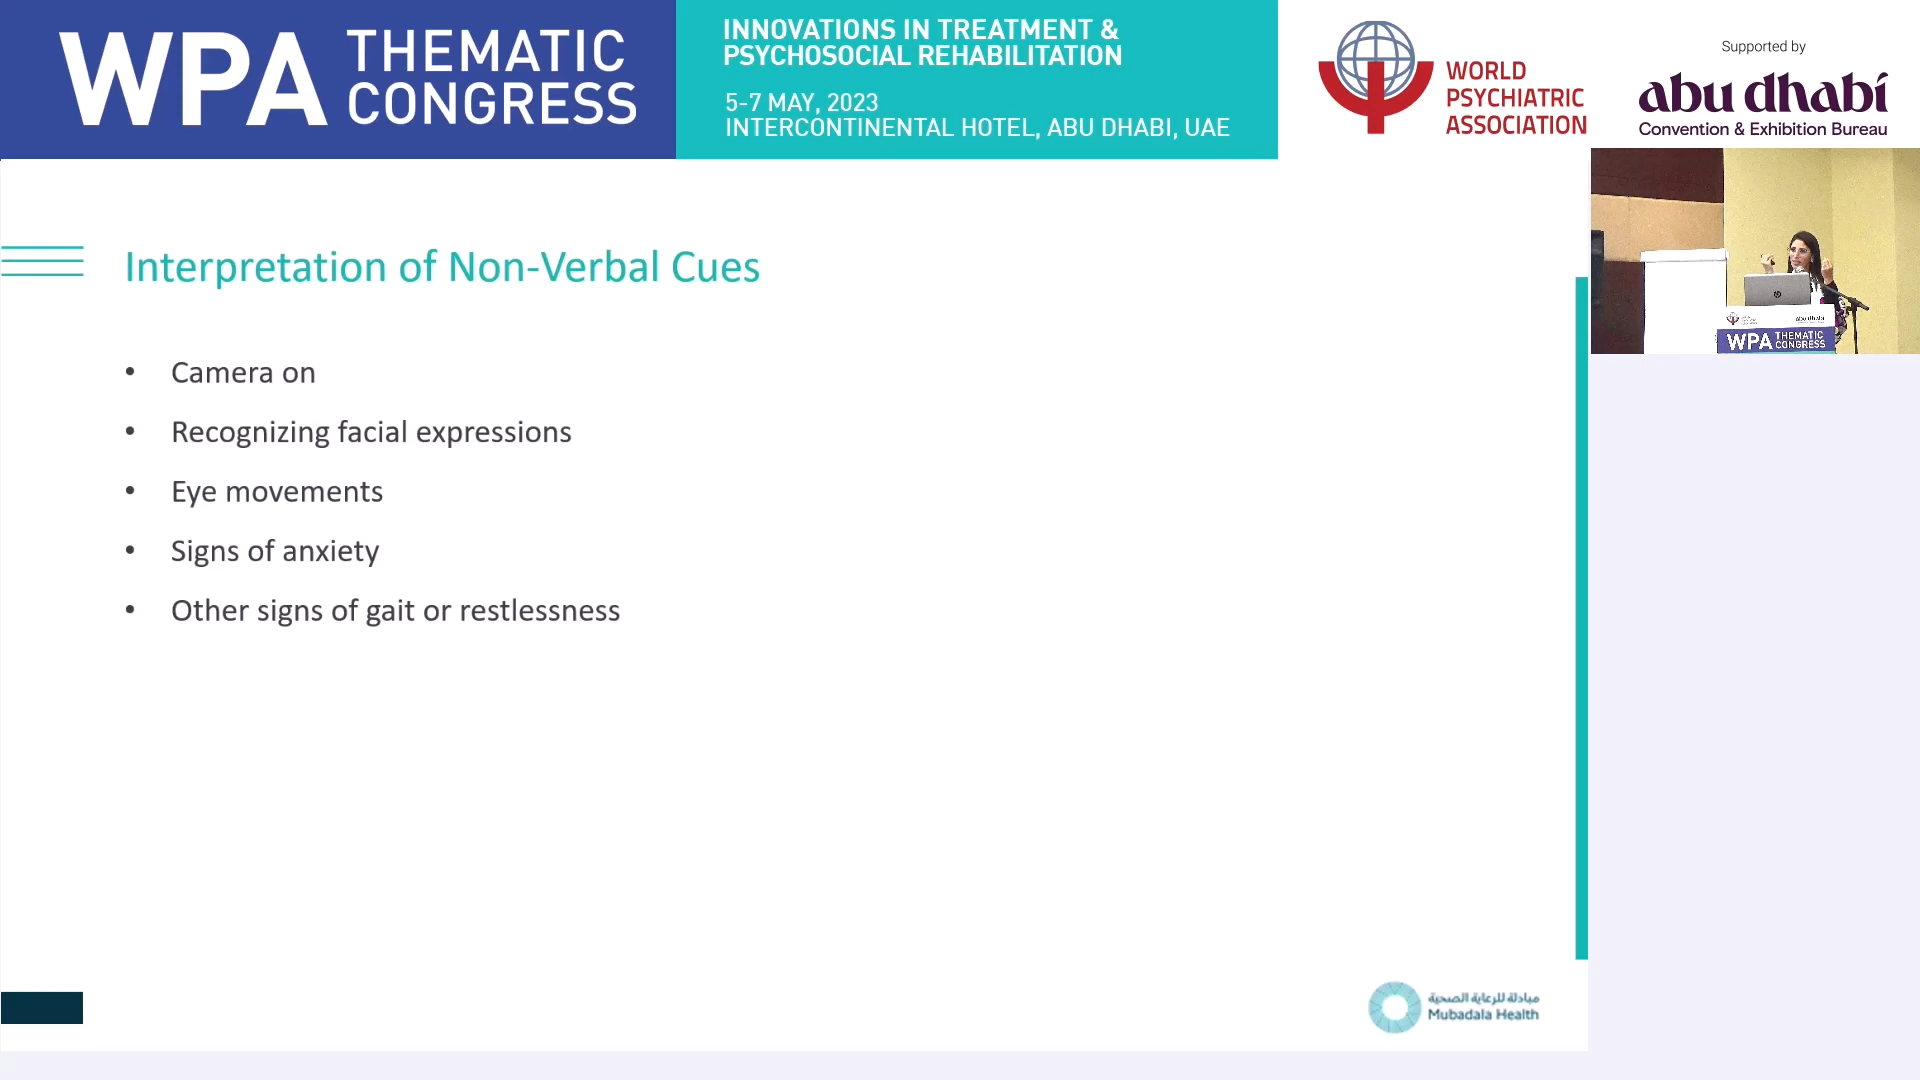 WPA THEMATIC
CONGRESS
INNOVATIONS IN TREATMENT &
PSYCHOSOCIAL REHABILITATION
5-7 MAY, 2023
INTERCONTINENTAL HOTEL, ABU DHABI, UAE
WORLD
PSYCHIATRIC
ASSOCIATION
Supported by
abu dhabi
Convention & Exhibition Bureau
Interpretation of Non-Verbal Cues
• Camera on
• Recognizing facial expressions
• Eye movements
• Signs of anxiety
• Other signs of gait or restlessness
abu dhabi
WPA THEMATIC
CONGRESS
مبادلة للرعاية الصحية
Mubadala Health